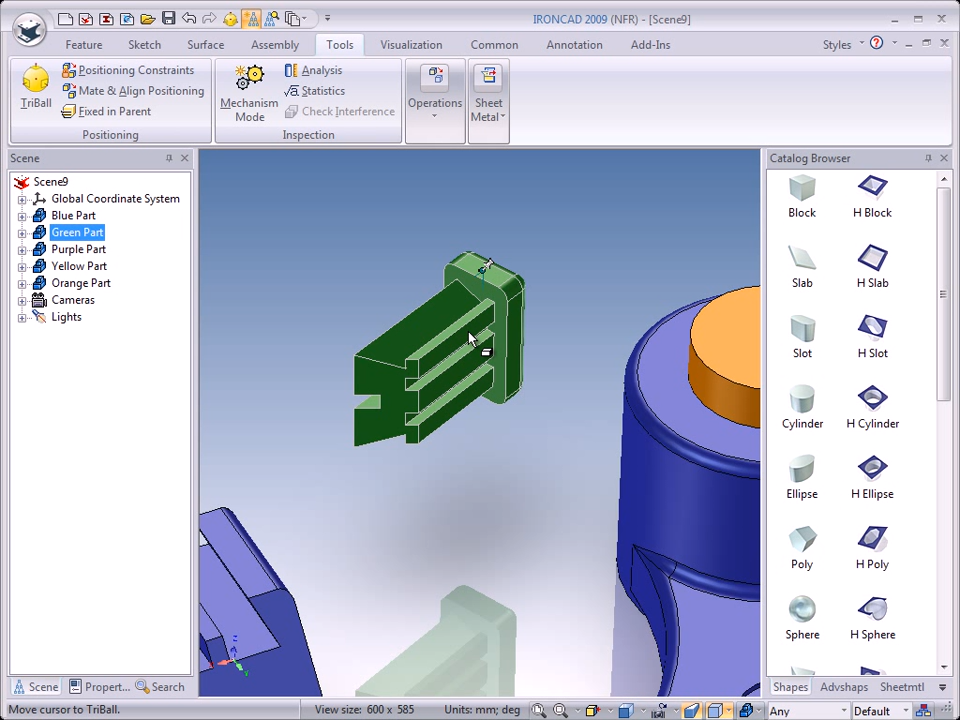 IRONCAD 2009 (NFR) - [Scene9]
Feature Sketch Surface Assembly Tools Visualization Common Annotation Add-Ins Styles
TriBall
Positioning Constraints
Mate & Align Positioning
Fixed in Parent
Positioning
Mechanism Mode
Analysis
Statistics
Check Interference
Inspection
Operations
Sheet Metal
Scene
Scene9
Global Coordinate System
Blue Part
Green Part
Purple Part
Yellow Part
Orange Part
Cameras
Lights
Catalog Browser
Block H Block
Slab H Slab
Slot H Slot
Cylinder H Cylinder
Ellipse H Ellipse
Poly H Poly
Sphere H Sphere
Scene Propert... Search
Shapes Advshaps Sheetmtl
Move cursor to TriBall. View size: 600 x 585 Units: mm; deg Any Default